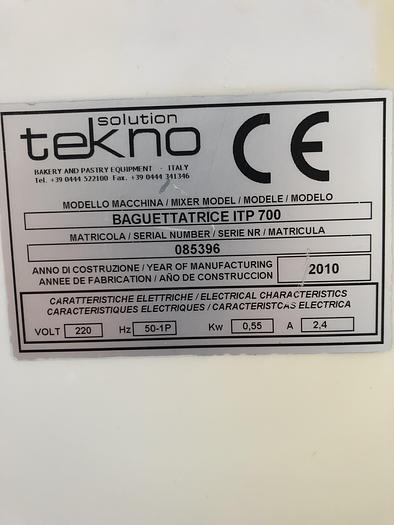 solution
tekno
BAKERY AND PASTRY EQUIPMENT - ITALY
Tel. +39 0444 522100 Fax. +39 0444 341346
CE
MODELLO MACCHINA / MIXER MODEL / MODELE / MODELO
BAGUETTATRICE ITP 700
MATRICOLA / SERIAL NUMBER / SERIE NR / MATRICULA
085396
ANNO DI COSTRUZIONE / YEAR OF MANUFACTURING
ANNEE DE FABRICATION / AÑO DE CONSTRUCCION
2010
CARATTERISTICHE ELETTRICHE / ELECTRICAL CHARACTERISTICS
CARACTERISTIQUES ELECTRIQUES / CARACTERISTCAS ELECTRICA
VOLT 220 Hz 50-1P Kw 0,55 A 2,4